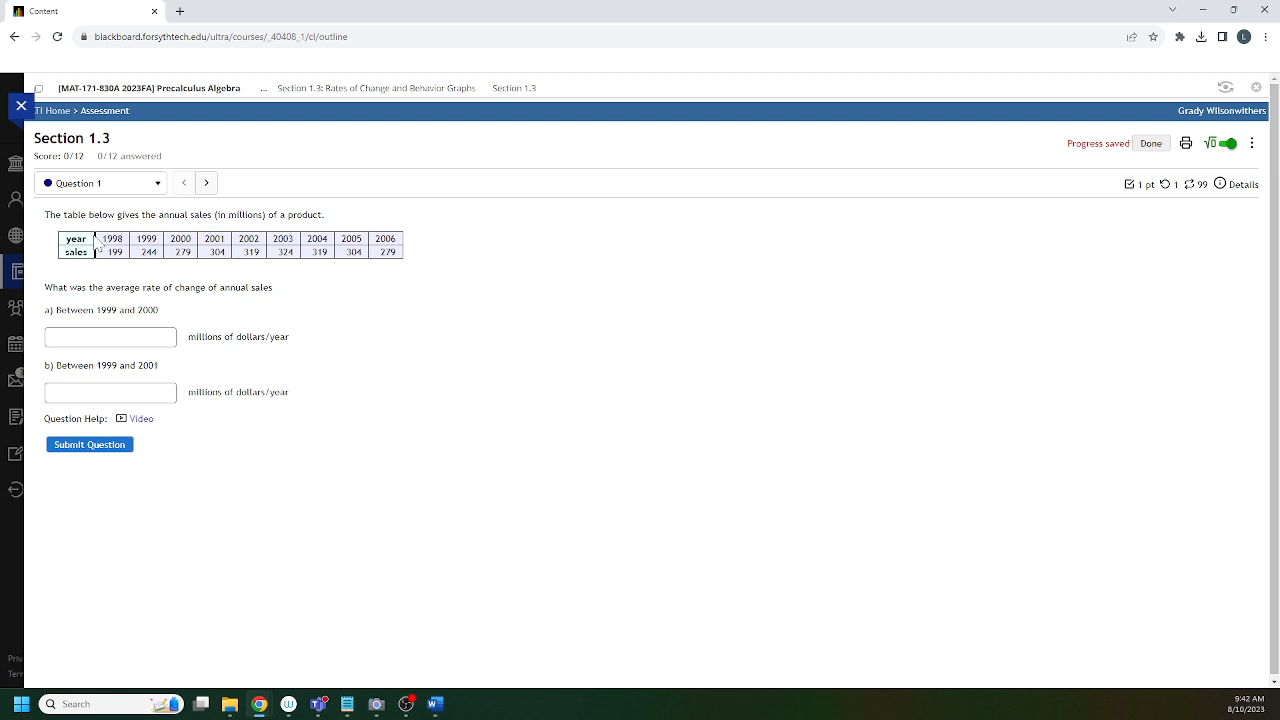 Content
blackboard.forsythtech.edu/ultra/courses/_40408_1/cl/outline
L
(MAT-171-830A 2023FA) Precalculus Algebra ... Section 1.3: Rates of Change and Behavior Graphs Section 1.3
TI Home > Assessment Grady Wilsonwithers
Section 1.3
Progress saved Done √0
Score: 0/12 0/12 answered
Question 1 < > 1 pt 1 99 Details
The table below gives the annual sales (in millions) of a product.
year 1998 1999 2000 2001 2002 2003 2004 2005 2006
sales 199 244 279 304 319 324 319 304 279
What was the average rate of change of annual sales
a) Between 1999 and 2000
millions of dollars/year
b) Between 1999 and 2001
millions of dollars/year
Question Help: Video
Submit Question
Priv
Terr
Search
9:42 AM
8/10/2023